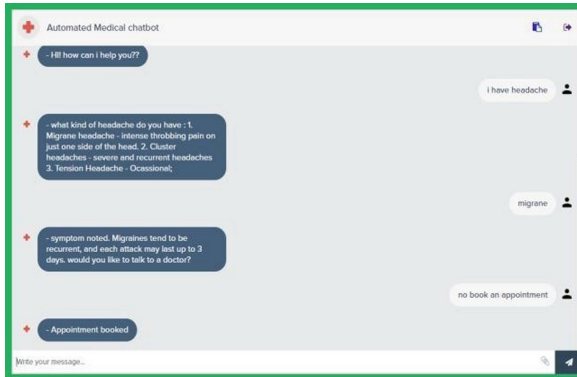 Automated Medical chatbot
- HI! how can i help you??
i have headache
- what kind of headache do you have : 1.
Migrane headache - intense throbbing pain on
just one side of the head. 2. Cluster
headaches - severe and recurrent headaches
3. Tension Headache - Ocassional;
migrane
- symptom noted. Migraines tend to be
recurrent, and each attack may last up to 3
days. would you like to talk to a doctor?
no book an appointment
- Appointment booked
Write your message...